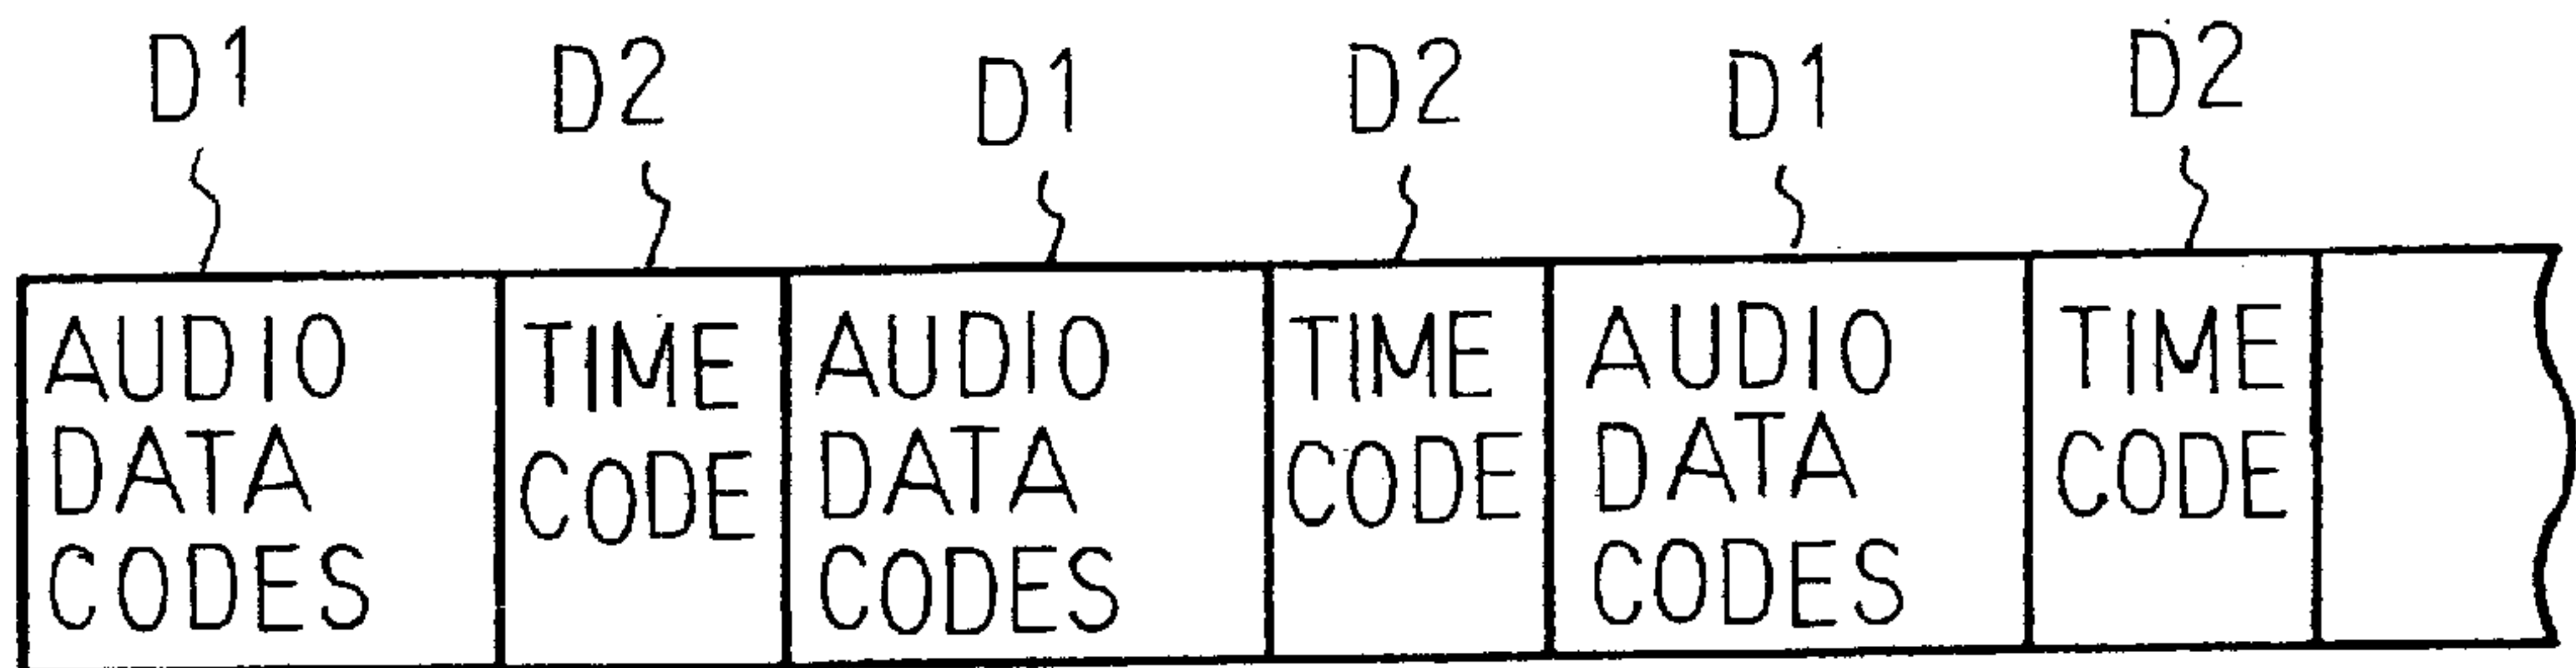 D1 D2 D1 D2 D1 D2
AUDIO
DATA
CODES
TIME
CODE
AUDIO
DATA
CODES
TIME
CODE
AUDIO
DATA
CODES
TIME
CODE